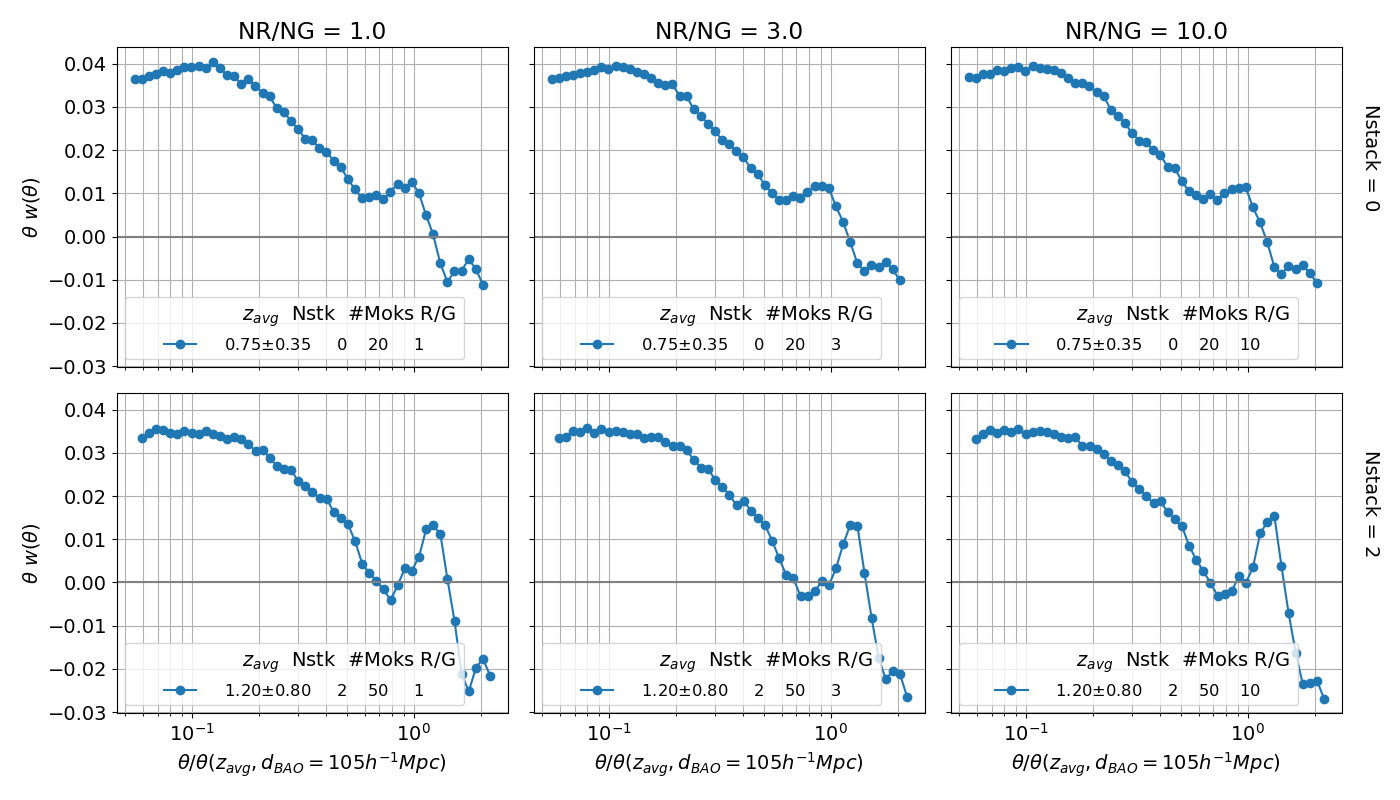 NR/NG = 1.0 NR/NG = 3.0 NR/NG = 10.0
0.04
0.03
0.02
0.01
0.00
−0.01
−0.02
−0.03
θ w(θ)
z_avg Nstk #Moks R/G
0.75±0.35 0 20 1
z_avg Nstk #Moks R/G
0.75±0.35 0 20 3
z_avg Nstk #Moks R/G
0.75±0.35 0 20 10
Nstack = 0
0.04
0.03
0.02
0.01
0.00
−0.01
−0.02
−0.03
θ w(θ)
z_avg Nstk #Moks R/G
1.20±0.80 2 50 1
z_avg Nstk #Moks R/G
1.20±0.80 2 50 3
z_avg Nstk #Moks R/G
1.20±0.80 2 50 10
Nstack = 2
10⁻¹ 10⁰ 10⁻¹ 10⁰ 10⁻¹ 10⁰
θ/θ(z_avg, d_BAO = 105h⁻¹Mpc) θ/θ(z_avg, d_BAO = 105h⁻¹Mpc) θ/θ(z_avg, d_BAO = 105h⁻¹Mpc)